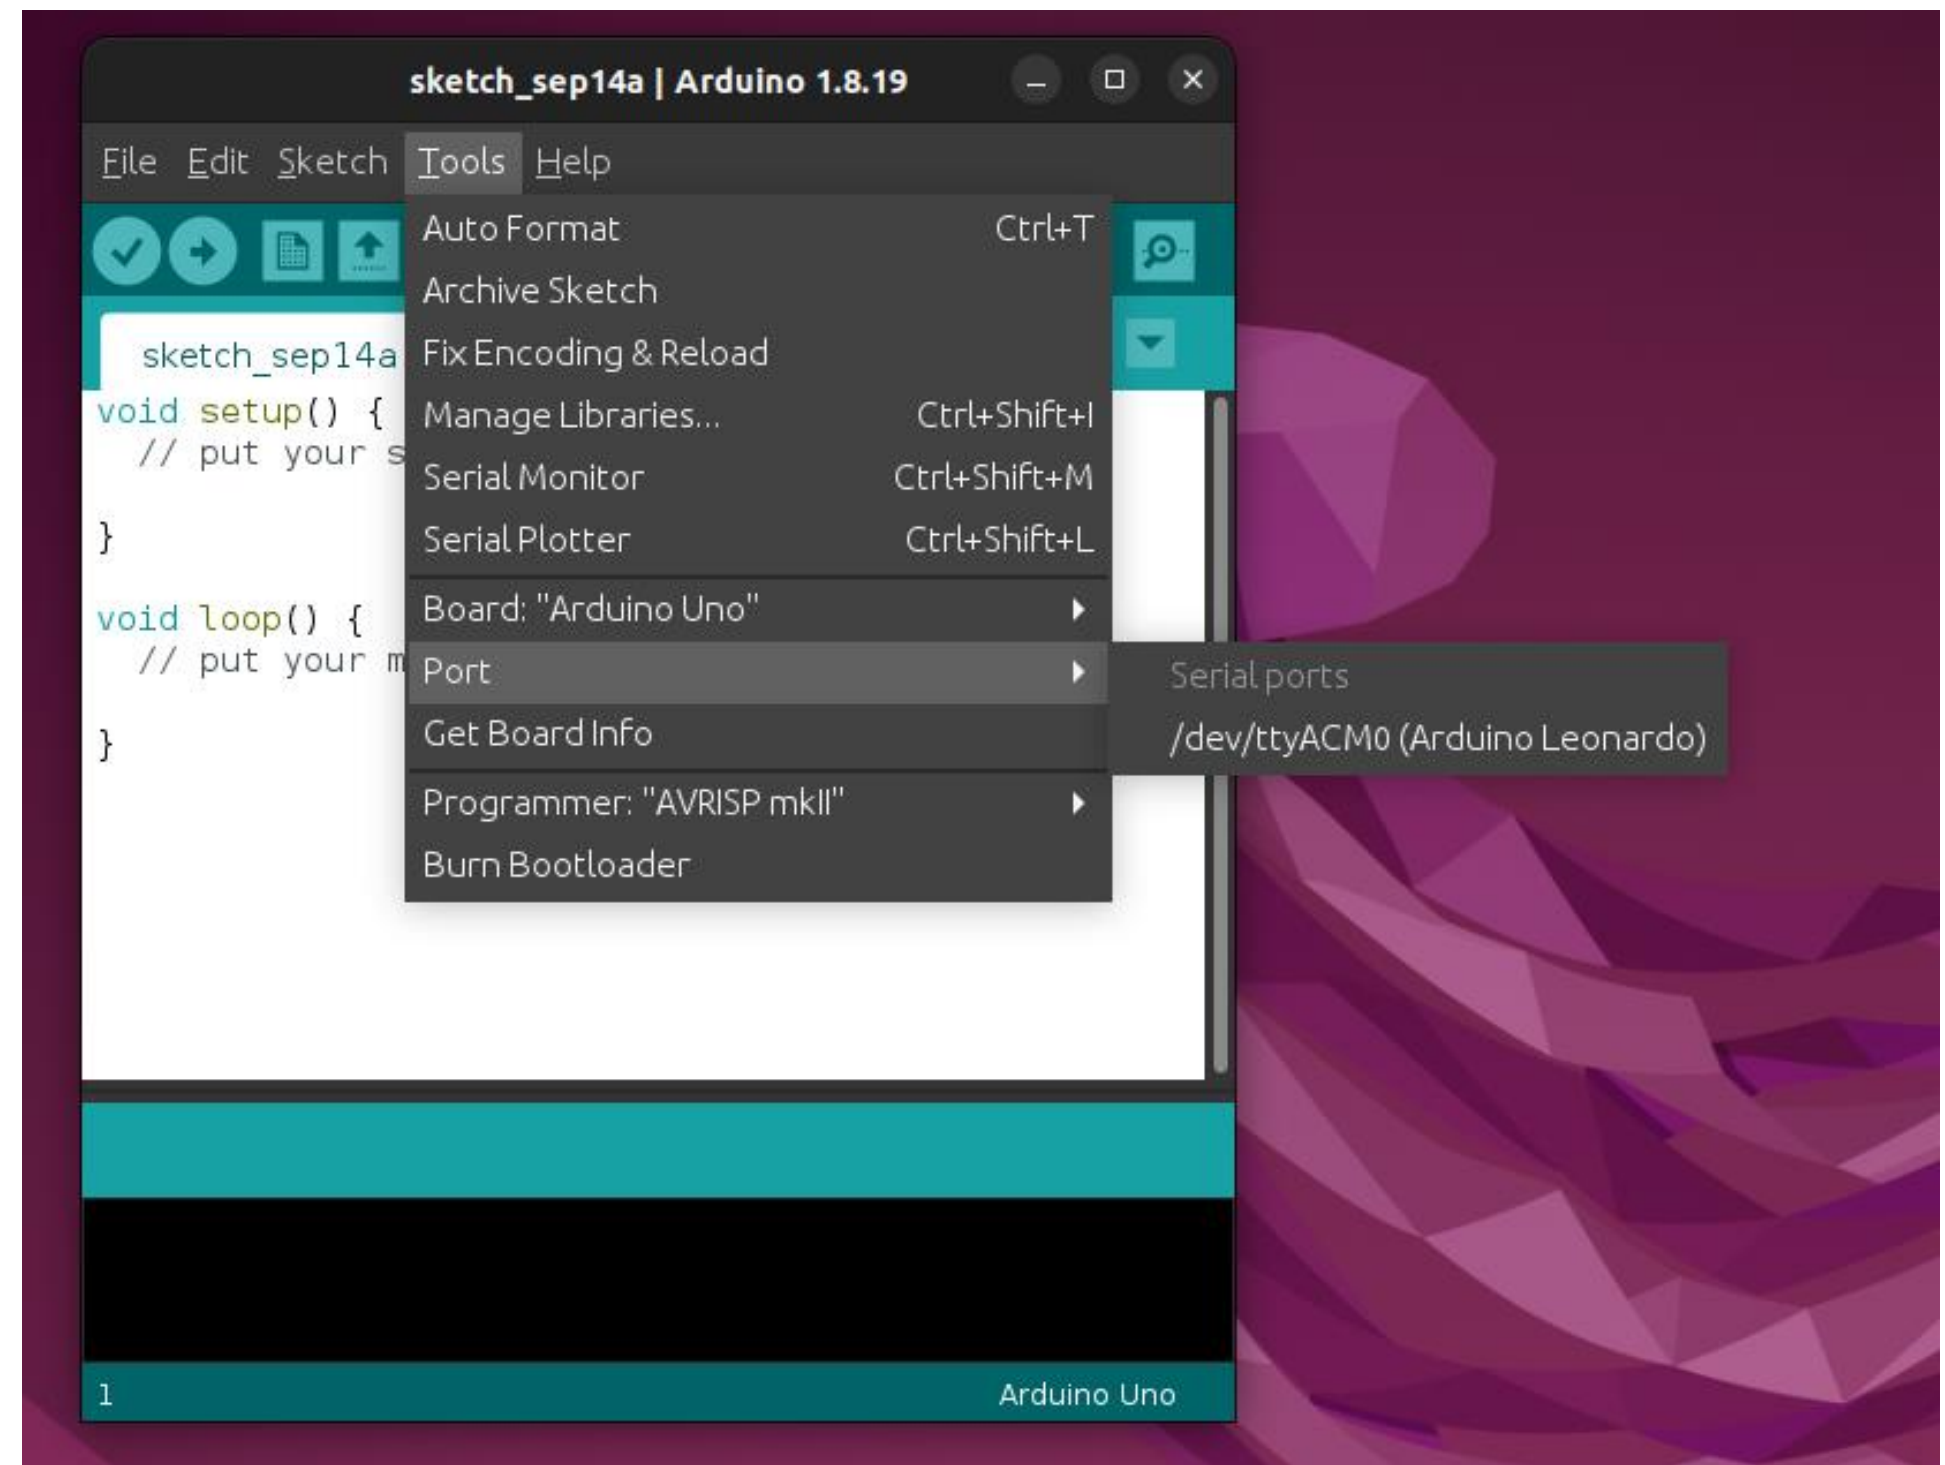 sketch_sep14a | Arduino 1.8.19
File Edit Sketch Tools Help
Auto Format Ctrl+T
Archive Sketch
Fix Encoding & Reload
Manage Libraries... Ctrl+Shift+I
Serial Monitor Ctrl+Shift+M
Serial Plotter Ctrl+Shift+L
Board: "Arduino Uno"
Port
Get Board Info
Programmer: "AVRISP mkII"
Burn Bootloader
Serial ports
/dev/ttyACM0 (Arduino Leonardo)
sketch_sep14a
void setup() {
// put your s
}
void loop() {
// put your m
}
1 Arduino Uno